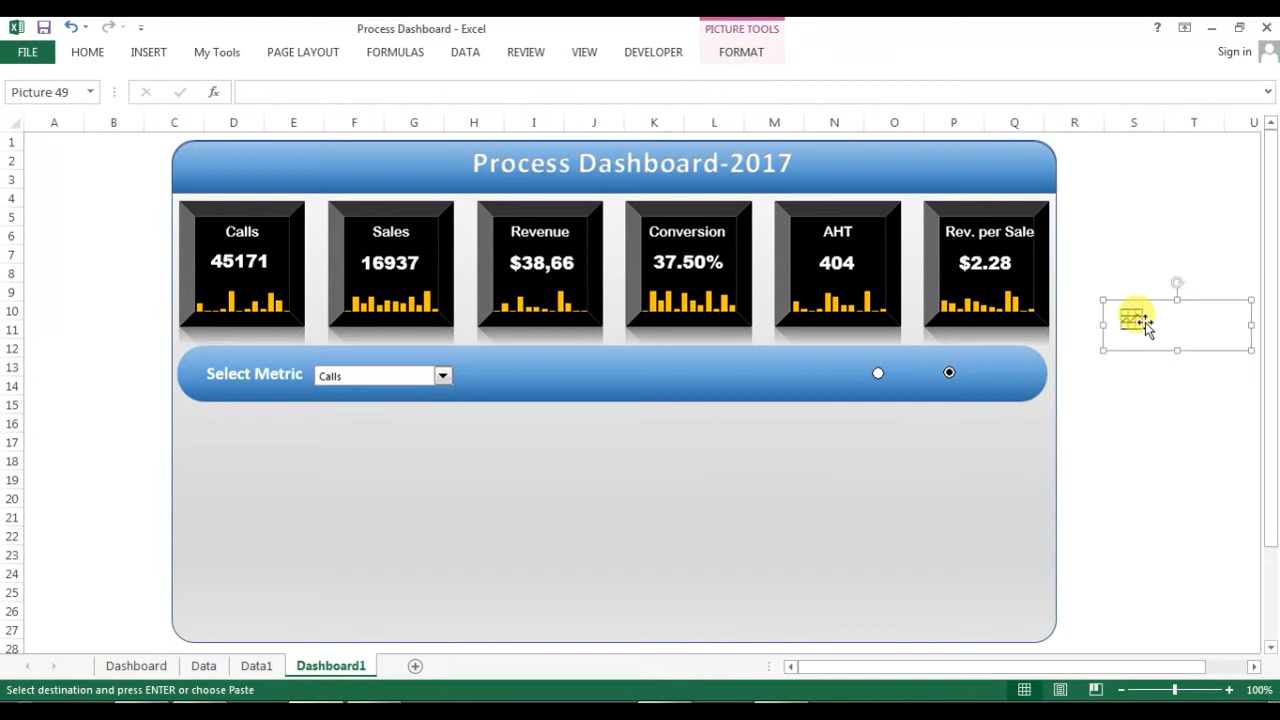 Process Dashboard - Excel
PICTURE TOOLS
?
FILE
HOME
INSERT
My Tools
PAGE LAYOUT
FORMULAS
DATA
REVIEW
VIEW
DEVELOPER
FORMAT
Sign in
Picture 49
fx
A B C D E F G H I J K L M N O P Q R S T U
1
2
3
4
5
6
7
8
9
10
11
12
13
14
15
16
17
18
19
20
21
22
23
24
25
26
27
28
Process Dashboard-2017
Calls
45171
Sales
16937
Revenue
$38,66
Conversion
37.50%
AHT
404
Rev. per Sale
$2.28
Select Metric
Calls
Dashboard
Data
Data1
Dashboard1
Select destination and press ENTER or choose Paste
100%